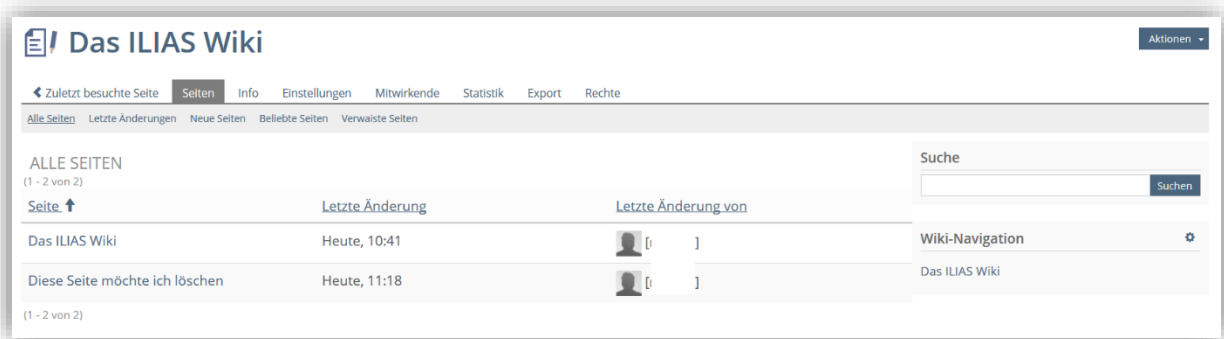 Das ILIAS Wiki
Aktionen
Zuletzt besuchte Seite Seiten Info Einstellungen Mitwirkende Statistik Export Rechte
Alle Seiten Letzte Änderungen Neue Seiten Beliebte Seiten Verwaiste Seiten
ALLE SEITEN
(1 - 2 von 2)
Seite Letzte Änderung Letzte Änderung von
Das ILIAS Wiki Heute, 10:41 [ ]
Diese Seite möchte ich löschen Heute, 11:18 [ ]
(1 - 2 von 2)
Suche
Suchen
Wiki-Navigation
Das ILIAS Wiki